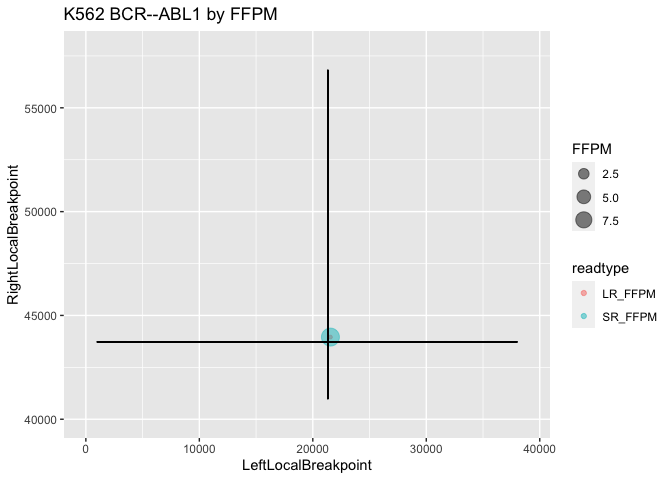 K562 BCR--ABL1 by FFPM
RightLocalBreakpoint
55000
50000
45000
40000
0
10000
20000
30000
40000
LeftLocalBreakpoint
FFPM
2.5
5.0
7.5
readtype
LR_FFPM
SR_FFPM